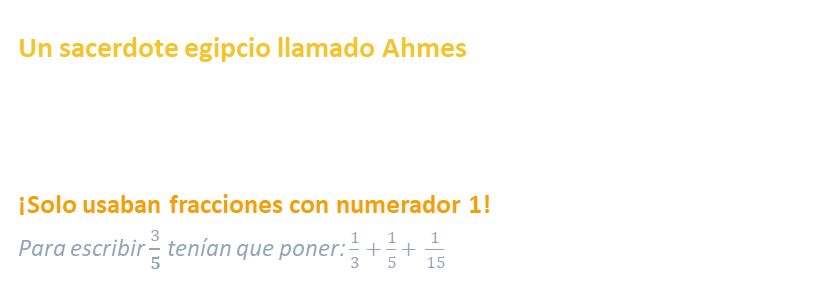 Un sacerdote egipcio llamado Ahmes
¡Solo usaban fracciones con numerador 1!
Para escribir 3/5 tenían que poner: 1/3 + 1/5 + 1/15